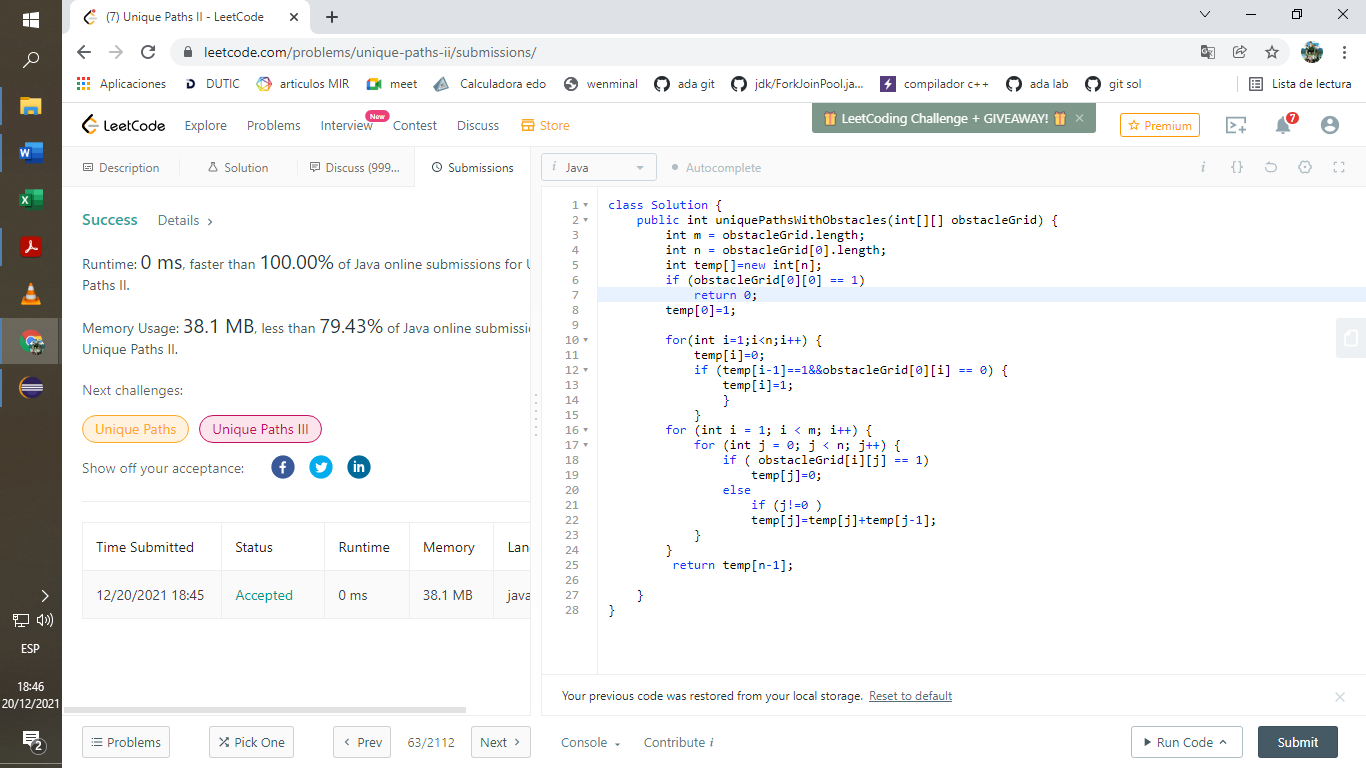 (7) Unique Paths II - LeetCode
leetcode.com/problems/unique-paths-ii/submissions/
Aplicaciones DUTIC articulos MIR meet Calculadora edo wenminal ada git jdk/ForkJoinPool.ja... compilador c++ ada lab git sol Lista de lectura
LeetCode Explore Problems Interview New Contest Discuss Store LeetCoding Challenge + GIVEAWAY! Premium 7
Description Solution Discuss (999... Submissions
i Java Autocomplete
Success Details
Runtime: 0 ms, faster than 100.00% of Java online submissions for U
Paths II.
Memory Usage: 38.1 MB, less than 79.43% of Java online submissi
Unique Paths II.
Next challenges:
Unique Paths Unique Paths III
Show off your acceptance:
Time Submitted Status Runtime Memory Lan
12/20/2021 18:45 Accepted 0 ms 38.1 MB java
1 class Solution {
2 public int uniquePathsWithObstacles(int[][] obstacleGrid) {
3 int m = obstacleGrid.length;
4 int n = obstacleGrid[0].length;
5 int temp[]=new int[n];
6 if (obstacleGrid[0][0] == 1)
7 return 0;
8 temp[0]=1;
9
10 for(int i=1;i<n;i++) {
11 temp[i]=0;
12 if (temp[i-1]==1&&obstacleGrid[0][i] == 0) {
13 temp[i]=1;
14 }
15 }
16 for (int i = 1; i < m; i++) {
17 for (int j = 0; j < n; j++) {
18 if ( obstacleGrid[i][j] == 1)
19 temp[j]=0;
20 else
21 if (j!=0 )
22 temp[j]=temp[j]+temp[j-1];
23 }
24 }
25 return temp[n-1];
26
27 }
28 }
Your previous code was restored from your local storage. Reset to default
Problems Pick One Prev 63/2112 Next Console Contribute i Run Code Submit
ESP
18:46
20/12/2021
2